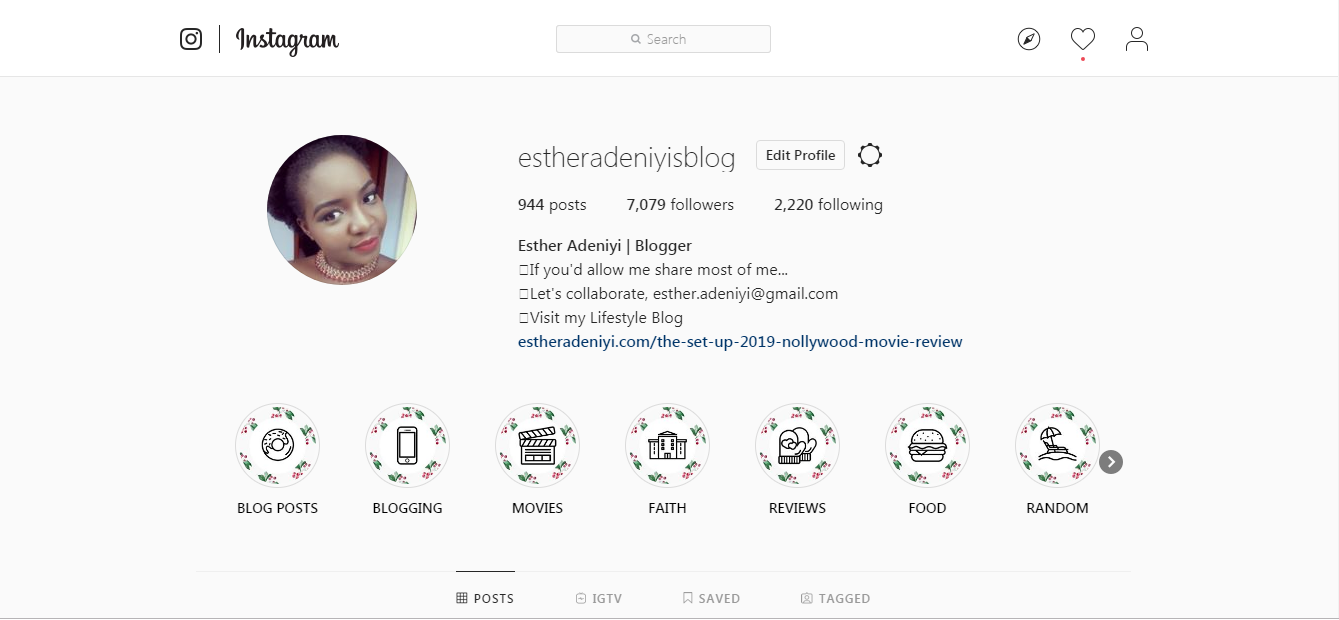 Instagram
Search
estheradeniyisblog Edit Profile
944 posts 7,079 followers 2,220 following
Esther Adeniyi | Blogger
If you'd allow me share most of me...
Let's collaborate, esther.adeniyi@gmail.com
Visit my Lifestyle Blog
estheradeniyi.com/the-set-up-2019-nollywood-movie-review
BLOG POSTS BLOGGING MOVIES FAITH REVIEWS FOOD RANDOM
POSTS IGTV SAVED TAGGED